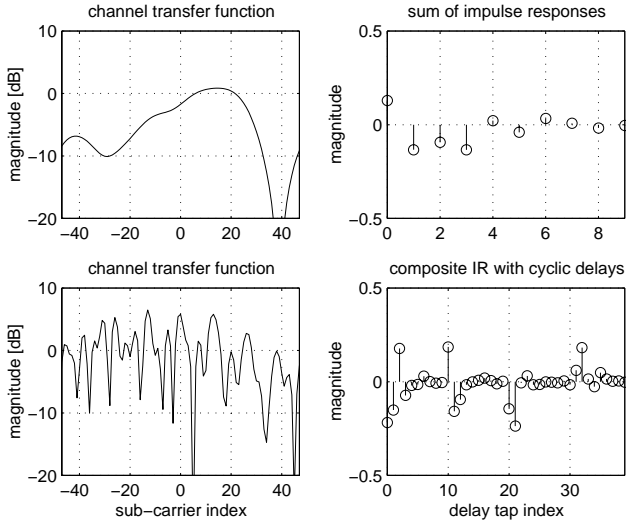 channel transfer function
10
0
−10
−20
magnitude [dB]
−40 −20 0 20 40
sum of impulse responses
0.5
0
−0.5
magnitude
0 2 4 6 8
channel transfer function
10
0
−10
−20
magnitude [dB]
−40 −20 0 20 40
sub−carrier index
composite IR with cyclic delays
0.5
0
−0.5
magnitude
0 10 20 30
delay tap index